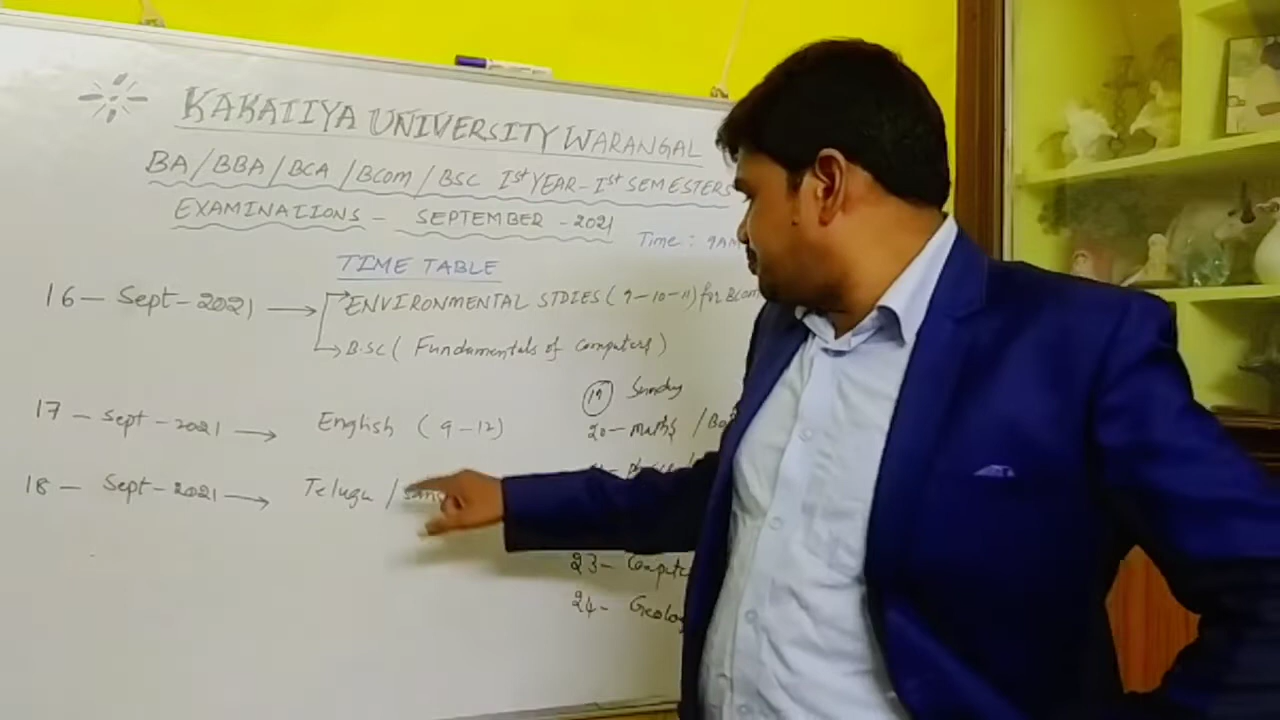 KAKATIYA UNIVERSITY WARANGAL
BA/BBA/BCA/BCOM/BSC Ist YEAR-Ist SEMESTERS
EXAMINATIONS - SEPTEMBER -2021
Time: 9AM
TIME TABLE
16- Sept-2021 → ENVIRONMENTAL STDIES (9-10-11) for BCOM
B.SC( Fundamentals of Computers)
17 - Sept -2021 → English (9-12)
18 - Sept-2021 → Telugu /
19 Sunday
20- maths /
23-
24-